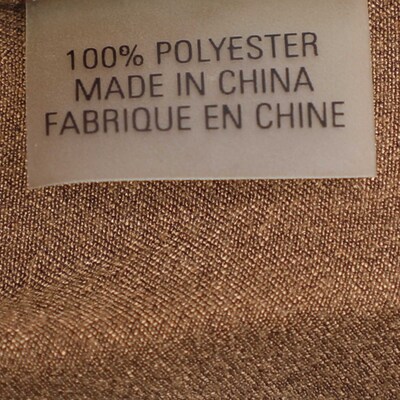 100% POLYESTER
MADE IN CHINA
FABRIQUE EN CHINE